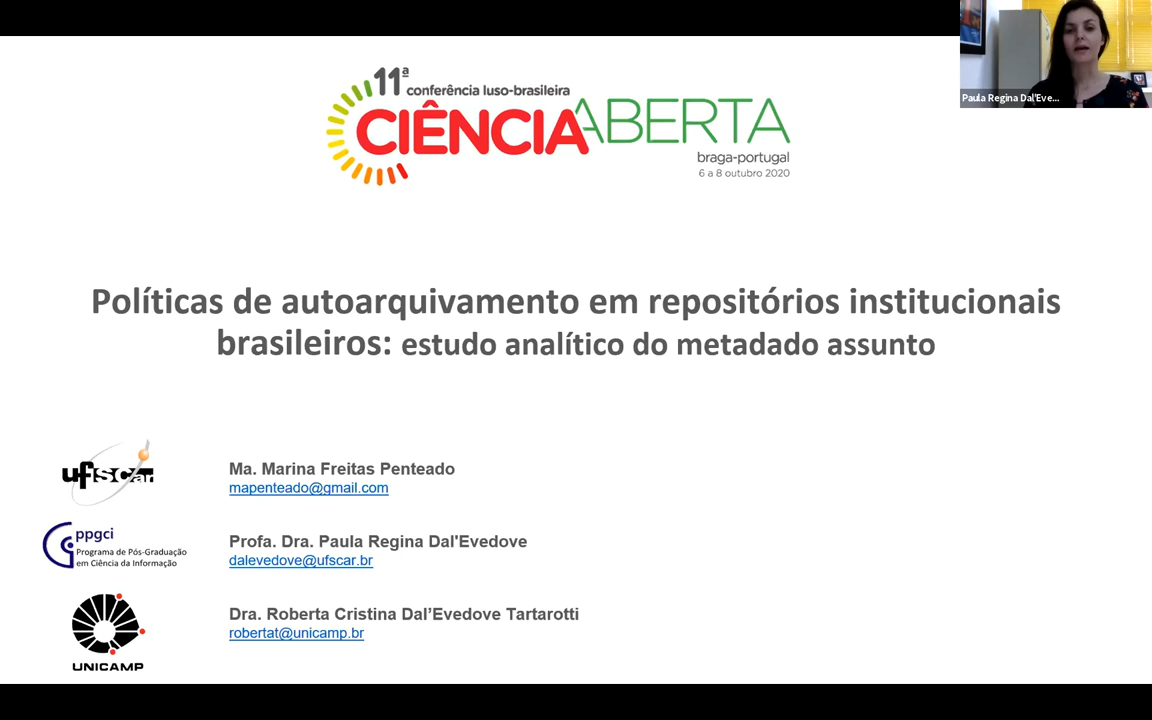 Paula Regina Dal'Eve...
11ª conferência luso-brasileira
CIÊNCIAABERTA
braga-portugal
6 a 8 outubro 2020
Políticas de autoarquivamento em repositórios institucionais
brasileiros: estudo analítico do metadado assunto
ufscar
Ma. Marina Freitas Penteado
mapenteado@gmail.com
ppgci
Programa de Pós-Graduação
em Ciência da Informação
Profa. Dra. Paula Regina Dal'Evedove
dalevedove@ufscar.br
UNICAMP
Dra. Roberta Cristina Dal’Evedove Tartarotti
robertat@unicamp.br